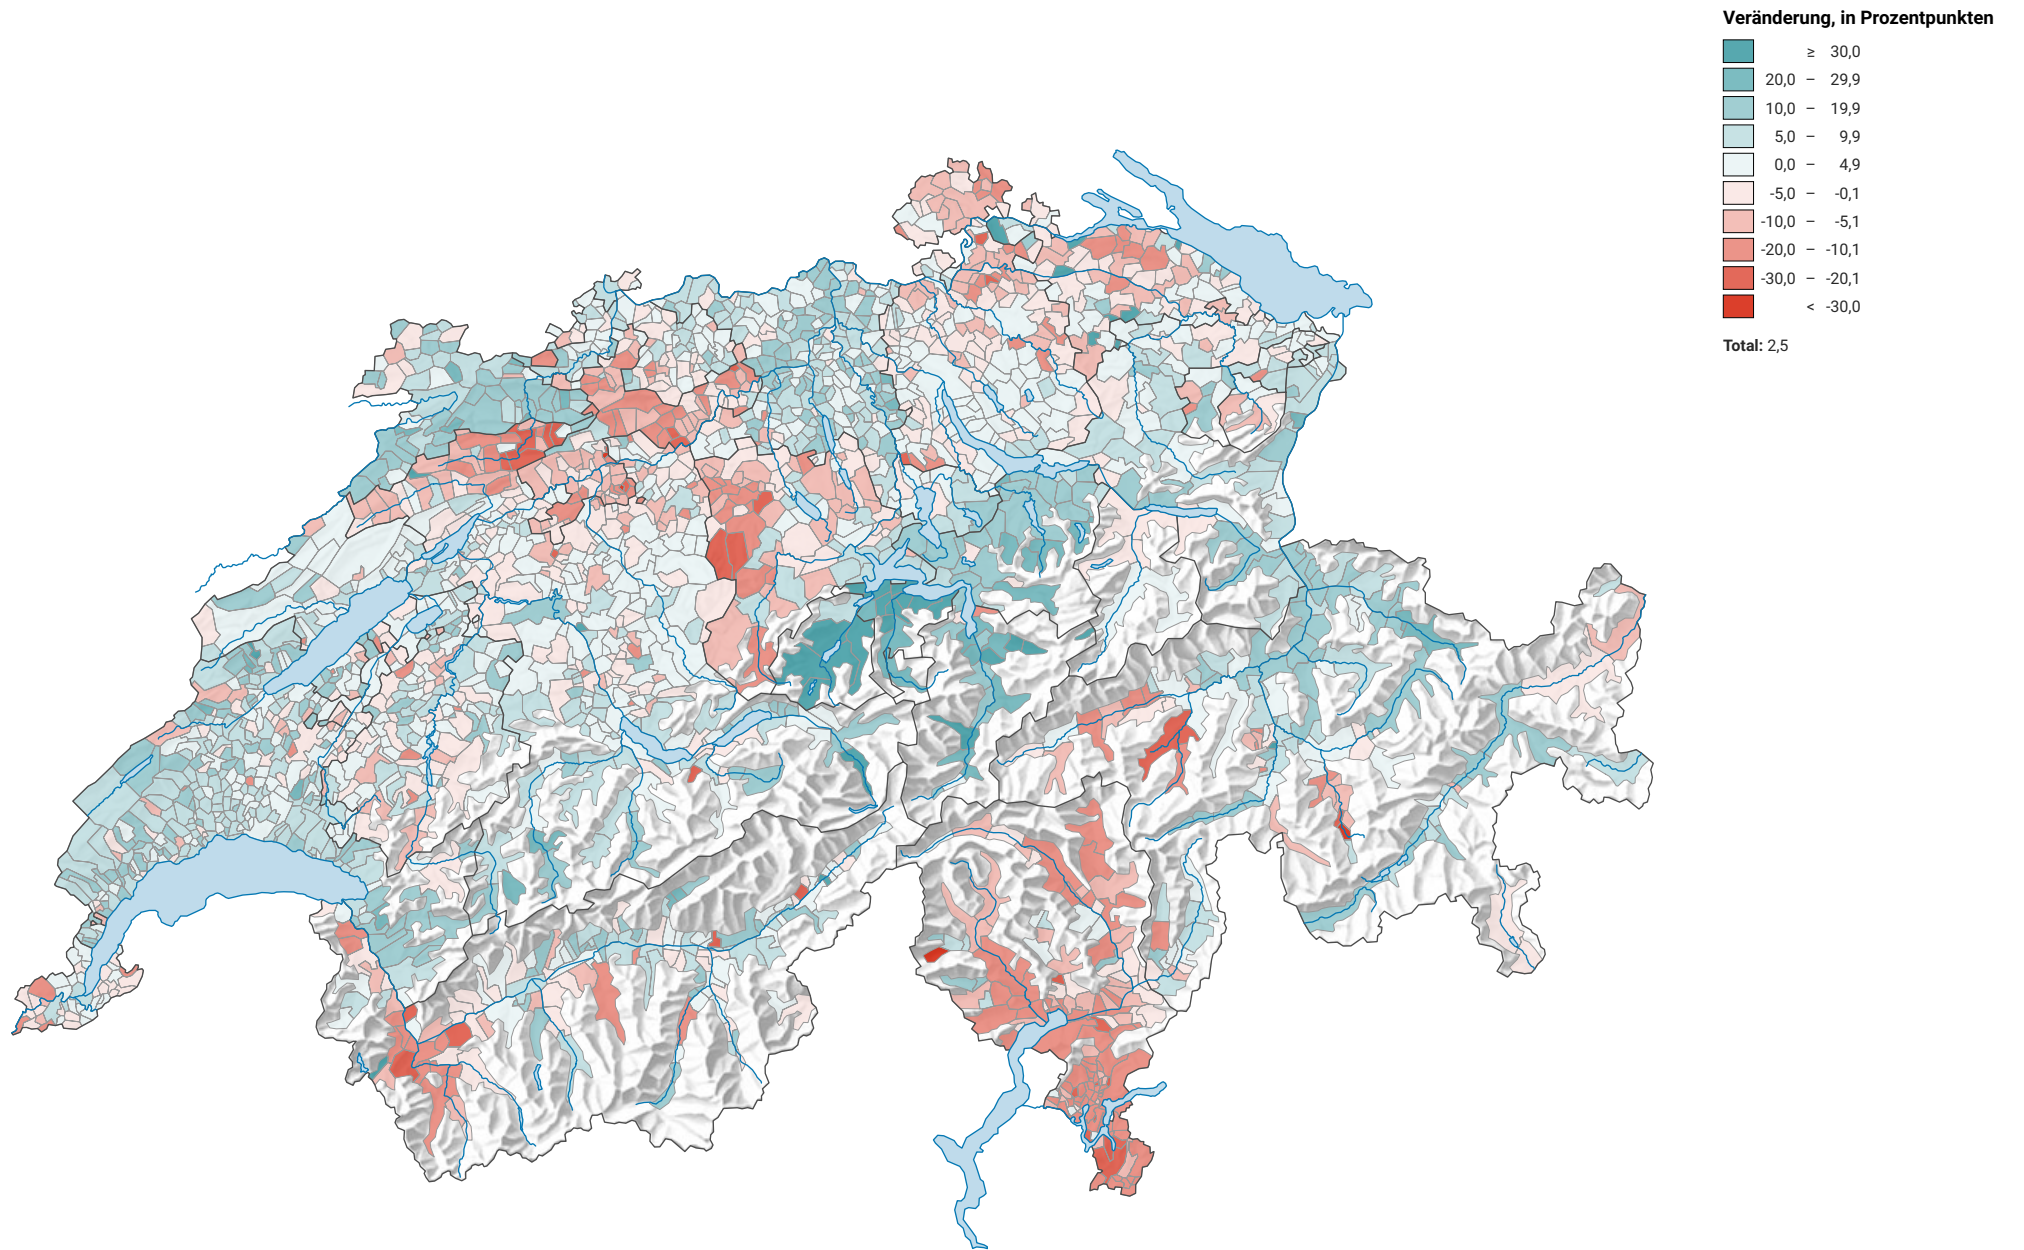 Veränderung, in Prozentpunkten
≥ 30,0
20,0 – 29,9
10,0 – 19,9
5,0 – 9,9
0,0 – 4,9
-5,0 – -0,1
-10,0 – -5,1
-20,0 – -10,1
-30,0 – -20,1
< -30,0
Total: 2,5